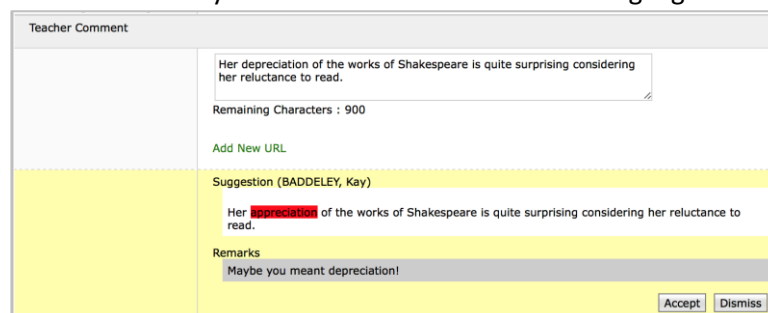 Teacher Comment
Her depreciation of the works of Shakespeare is quite surprising considering
her reluctance to read.
Remaining Characters : 900
Add New URL
Suggestion (BADDELEY, Kay)
Her appreciation of the works of Shakespeare is quite surprising considering her reluctance to
read.
Remarks
Maybe you meant depreciation!
Accept Dismiss